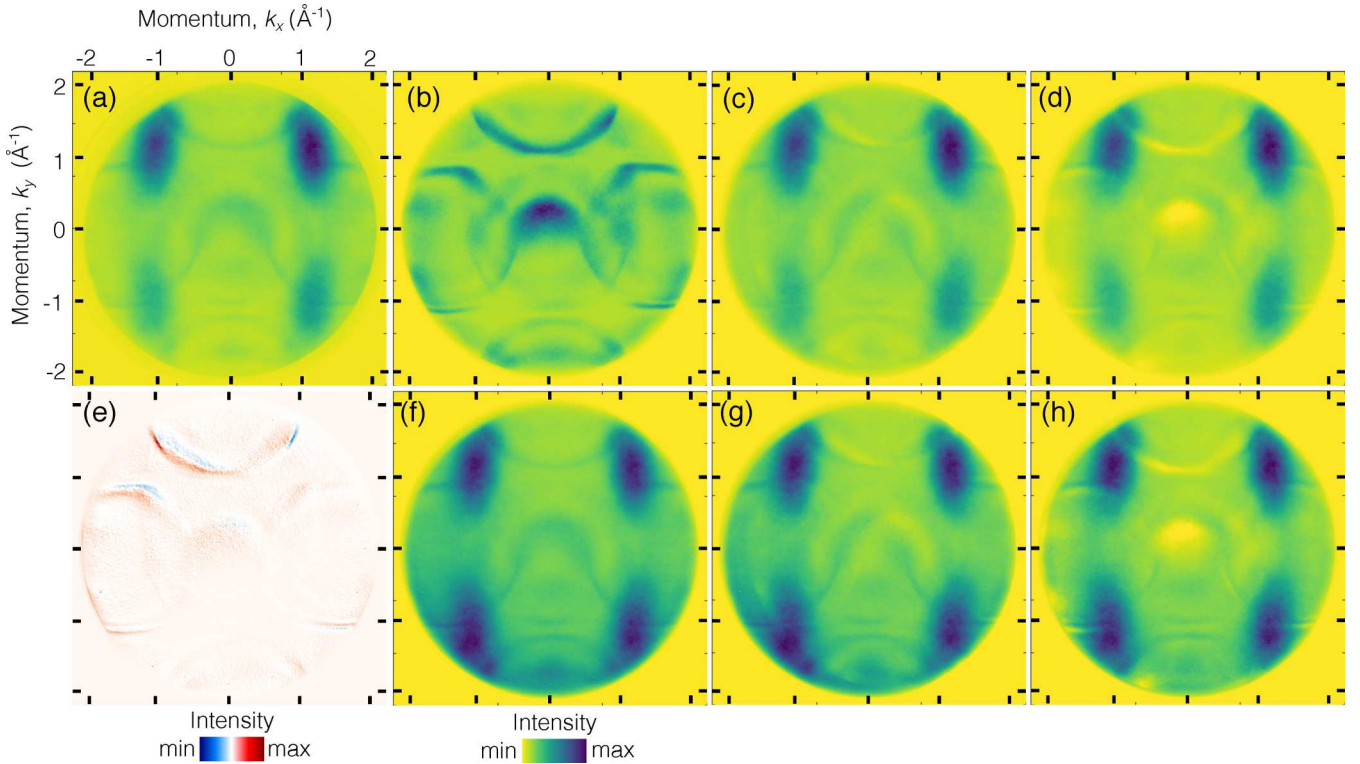 Momentum, kx (Å-1)
-2 -1 0 1 2
Momentum, ky (Å-1)
2
1
0
-1
-2
(a) (b) (c) (d)
(e) (f) (g) (h)
Intensity Intensity
min max min max